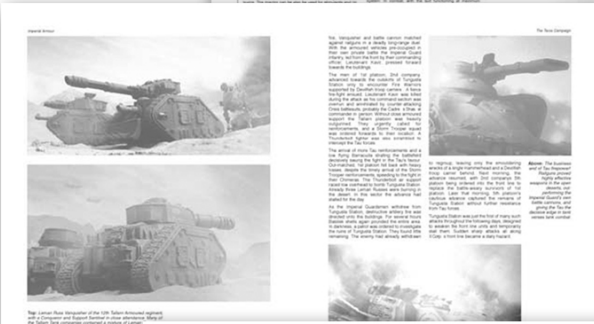 Imperial Armour
The Taros Campaign
fire. Vanquisher and battle cannon matched
against railguns in a deadly long-range duel.
With the armoured vehicles pre-occupied in
their own private battle the Imperial Guard
infantry, led from the front by their commanding
officer, Lieutenant Kaost, pressed forward
towards the buildings.
The men of 1st platoon, 2nd company,
advanced towards the outskirts of Tungusta
Station only to encounter Fire Warriors
supported by Devilfish troop carriers. A fierce
fire-fight ensued. Lieutenant Kaost was killed
during the attack as his command section was
overrun and annihilated by counter-attacking
Crisis battlesuits, probably the
commander in person. Without close armoured
support the Tallarn platoon was heavily
outgunned. They urgently called for
reinforcements, and a Storm Trooper squad
was ordered forwards to their location. A
Thunderbolt fighter was also scrambled to
intercept the Tau forces.
The arrival of more Tau reinforcements and a
low flying Barracuda strafing the battlefield
decisively swung the fight in the Tau's favour.
Out-matched, 1st platoon fell back with heavy
losses, despite the timely arrival of the Storm
Trooper reinforcements, speeding to the fight in
their Chimeras. The Thunderbolt air support
raced low overhead to
Already three Leman Russes were burning in
the desert, in this sector the advance had
stalled for the day.
As the Imperial Guardsmen withdrew from
Tungusta Station, destructive artillery fire was
directed onto the buildings. For several hours
Basilisk shells again pounded the entire area.
In darkness, a patrol was ordered to investigate
the ruins of Tungusta Station. They found little
remaining. The enemy had already withdrawn
to regroup, leaving only the smouldering
wrecks of a single Hammerhead and a Devilfish
troop carrier behind. Next morning, the
advance resumed, with 2nd company 5th
platoon being ordered into the front line to
replace the battle-weary survivors of 1st
platoon. Late that morning 5th platoon's
cautious advance captured the remains of
Tungusta Station without further resistance
from Tau forces.
Tungusta Station was just the first of many such
attacks throughout the following days, designed
to weaken the front line units and temporarily
stall them. Sudden sharp attacks all along
the front line became a daily hazard.
Above: The business
end of Tau firepower!
Railguns proved
highly effective
weapons in the open
deserts, out-
performing the
Imperial Guard's own
battle cannons, and
giving the Tau the
decisive edge in tank
versus tank combat.
Top: Leman Russ Vanquisher of the 12th Tallarn Armoured regiment,
with a Conqueror and Support Sentinel in close attendance. Many of
the Tallarn Tank companies contained a mixture of Leman